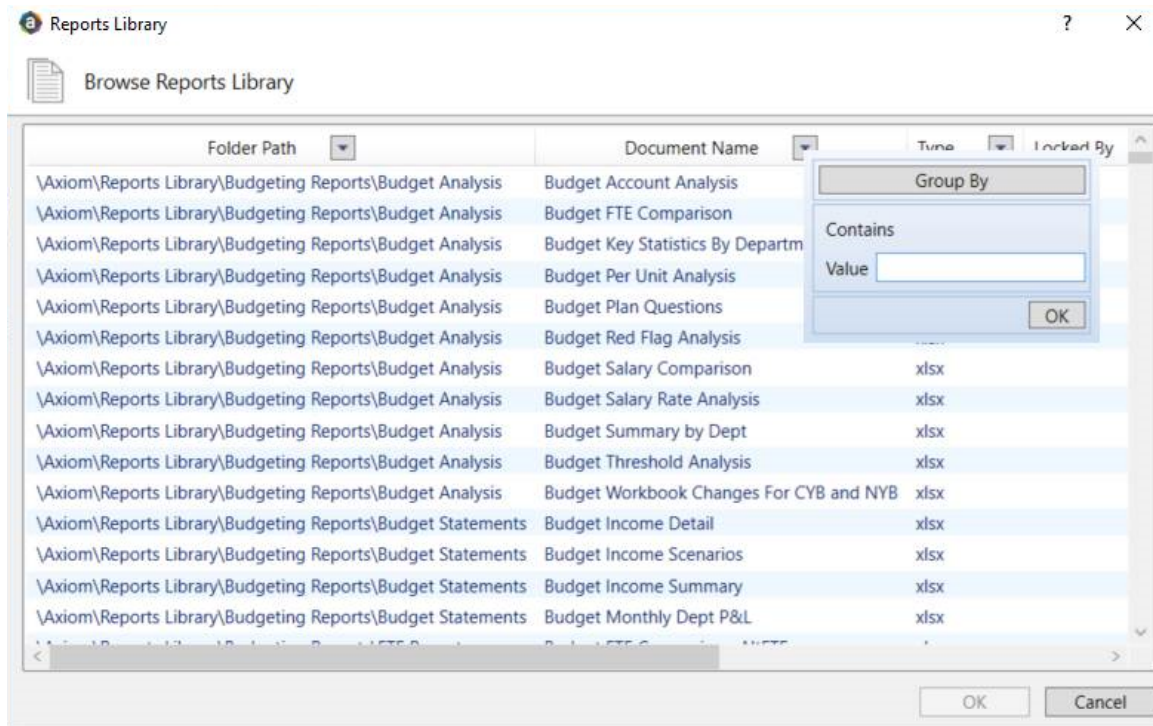 Reports Library ? ✕
Browse Reports Library
Folder Path Document Name Type Locked By
\Axiom\Reports Library\Budgeting Reports\Budget Analysis Budget Account Analysis Group By
\Axiom\Reports Library\Budgeting Reports\Budget Analysis Budget FTE Comparison
Contains
\Axiom\Reports Library\Budgeting Reports\Budget Analysis Budget Key Statistics By Departm
\Axiom\Reports Library\Budgeting Reports\Budget Analysis Budget Per Unit Analysis Value
\Axiom\Reports Library\Budgeting Reports\Budget Analysis Budget Plan Questions OK
\Axiom\Reports Library\Budgeting Reports\Budget Analysis Budget Red Flag Analysis
\Axiom\Reports Library\Budgeting Reports\Budget Analysis Budget Salary Comparison xlsx
\Axiom\Reports Library\Budgeting Reports\Budget Analysis Budget Salary Rate Analysis xlsx
\Axiom\Reports Library\Budgeting Reports\Budget Analysis Budget Summary by Dept xlsx
\Axiom\Reports Library\Budgeting Reports\Budget Analysis Budget Threshold Analysis xlsx
\Axiom\Reports Library\Budgeting Reports\Budget Analysis Budget Workbook Changes For CYB and NYB xlsx
\Axiom\Reports Library\Budgeting Reports\Budget Statements Budget Income Detail xlsx
\Axiom\Reports Library\Budgeting Reports\Budget Statements Budget Income Scenarios xlsx
\Axiom\Reports Library\Budgeting Reports\Budget Statements Budget Income Summary xlsx
\Axiom\Reports Library\Budgeting Reports\Budget Statements Budget Monthly Dept P&L xlsx
OK Cancel